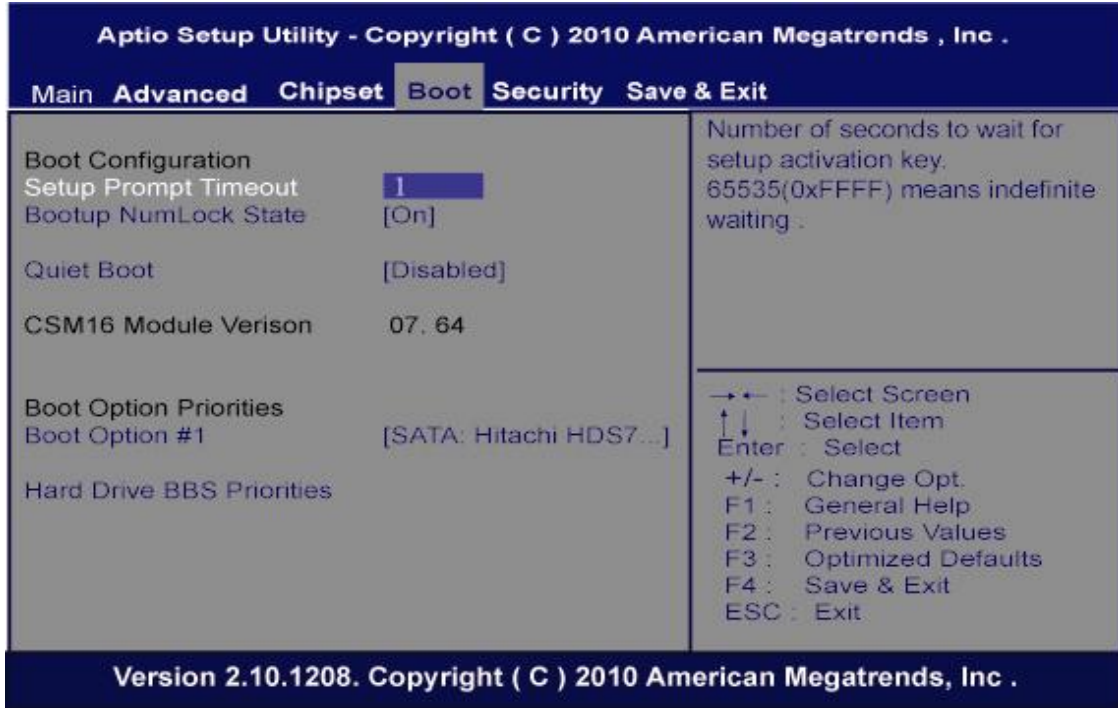 Aptio Setup Utility - Copyright ( C ) 2010 American Megatrends , Inc .
Main Advanced Chipset Boot Security Save & Exit
Boot Configuration
Setup Prompt Timeout 1
Bootup NumLock State [On]
Quiet Boot [Disabled]
CSM16 Module Verison 07. 64
Boot Option Priorities
Boot Option #1 [SATA: Hitachi HDS7...]
Hard Drive BBS Priorities
Number of seconds to wait for
setup activation key.
65535(0xFFFF) means indefinite
waiting .
→← : Select Screen
↑↓ : Select Item
Enter : Select
+/- : Change Opt.
F1 : General Help
F2 : Previous Values
F3 : Optimized Defaults
F4 : Save & Exit
ESC : Exit
Version 2.10.1208. Copyright ( C ) 2010 American Megatrends, Inc .